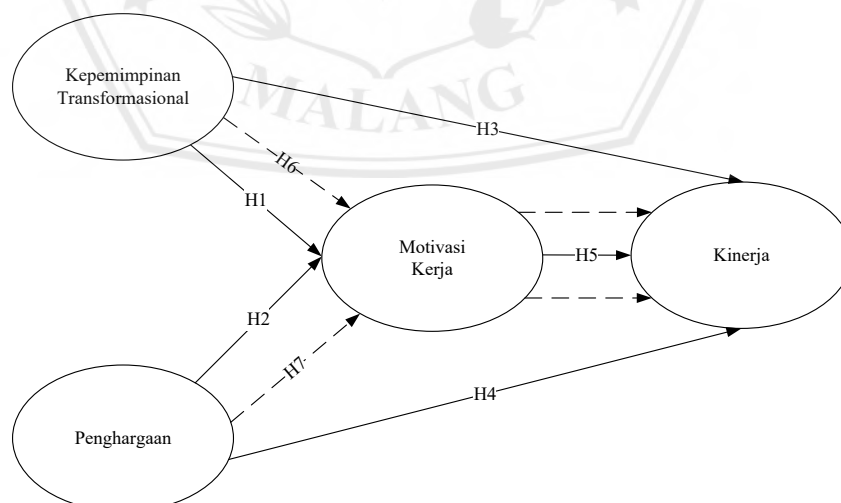 Kepemimpinan
Transformasional
MALANG
H3
H6
H1
Motivasi
Kerja
H5
Kinerja
H2
H7
H4
Penghargaan